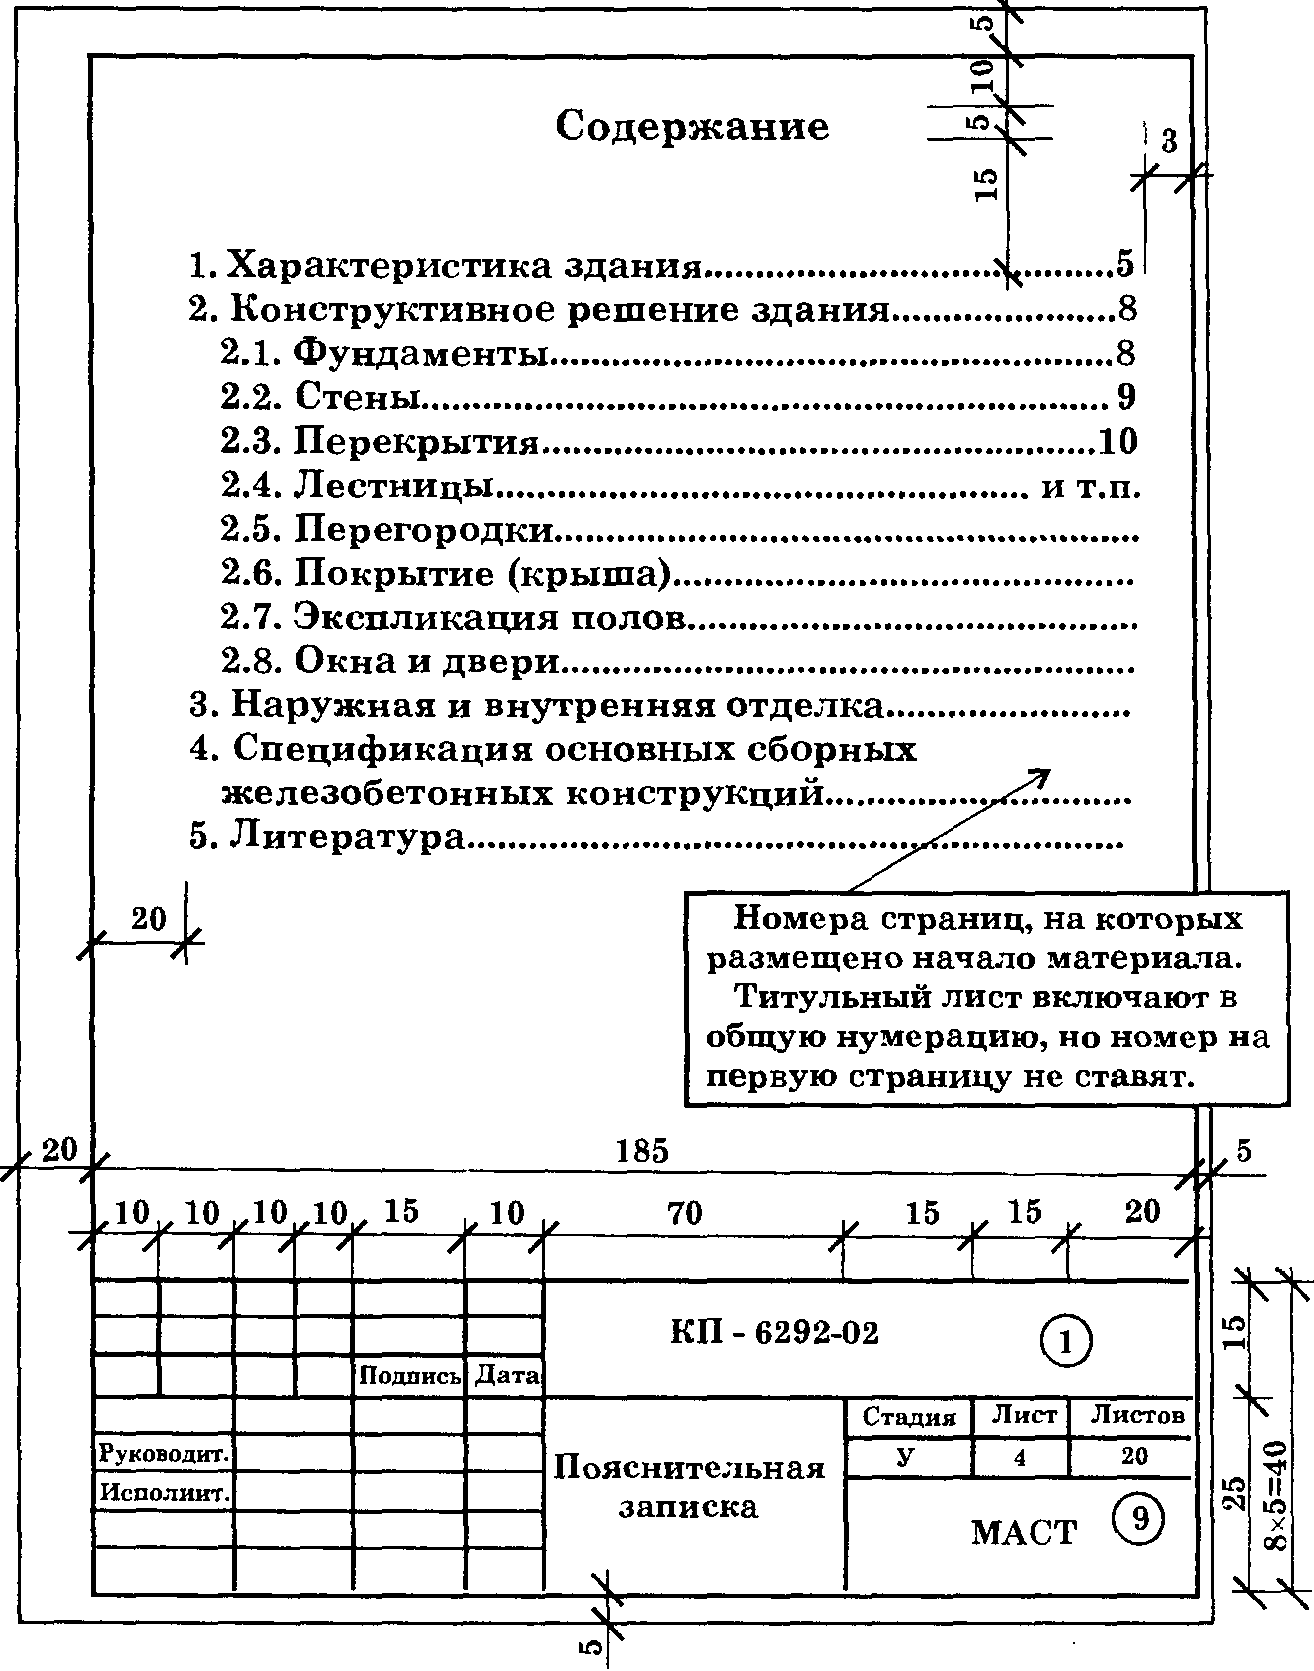 5
10
Содержание
5
3
15
1. Характеристика здания..............................5
2. Конструктивное решение здания......................8
2.1. Фундаменты..............................8
2.2. Стены..............................9
2.3. Перекрытия..............................10
2.4. Лестницы.............................. и т.п.
2.5. Перегородки..............................
2.6. Покрытие (крыша)..............................
2.7. Экспликация полов..............................
2.8. Окна и двери..............................
3. Наружная и внутренняя отделка......................
4. Спецификация основных сборных
железобетонных конструкций..............................
5. Литература..............................
20
Номера страниц, на которых
размещено начало материала.
Титульный лист включают в
общую нумерацию, но номер на
первую страницу не ставят.
20 185 5
10 10 10 10 15 10 70 15 15 20
КП - 6292-02 1
15
Подпись Дата
Стадия Лист Листов
Руководит.
У 4 20
Пояснительная
записка
Исполнит.
МАСТ 9
25
8×5=40
5